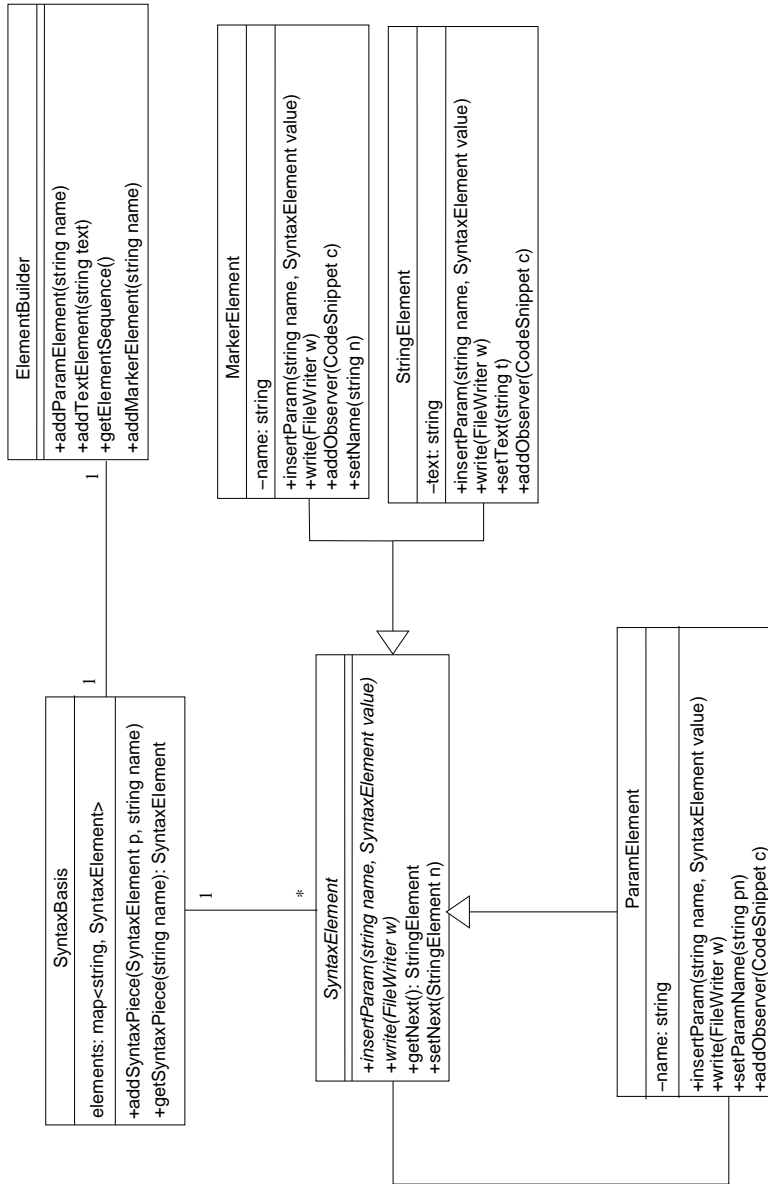 SyntaxBasis
elements: map<string, SyntaxElement>
+addSyntaxPiece(SyntaxElement p, string name)
+getSyntaxPiece(string name): SyntaxElement
1
1
ElementBuilder
+addParamElement(string name)
+addTextElement(string text)
+getElementSequence()
+addMarkerElement(string name)
1
*
SyntaxElement
+insertParam(string name, SyntaxElement value)
+write(FileWriter w)
+getNext(): StringElement
+setNext(StringElement n)
MarkerElement
−name: string
+insertParam(string name, SyntaxElement value)
+write(FileWriter w)
+addObserver(CodeSnippet c)
+setName(string n)
StringElement
−text: string
+insertParam(string name, SyntaxElement value)
+write(FileWriter w)
+setText(string t)
+addObserver(CodeSnippet c)
ParamElement
−name: string
+insertParam(string name, SyntaxElement value)
+write(FileWriter w)
+setParamName(string pn)
+addObserver(CodeSnippet c)